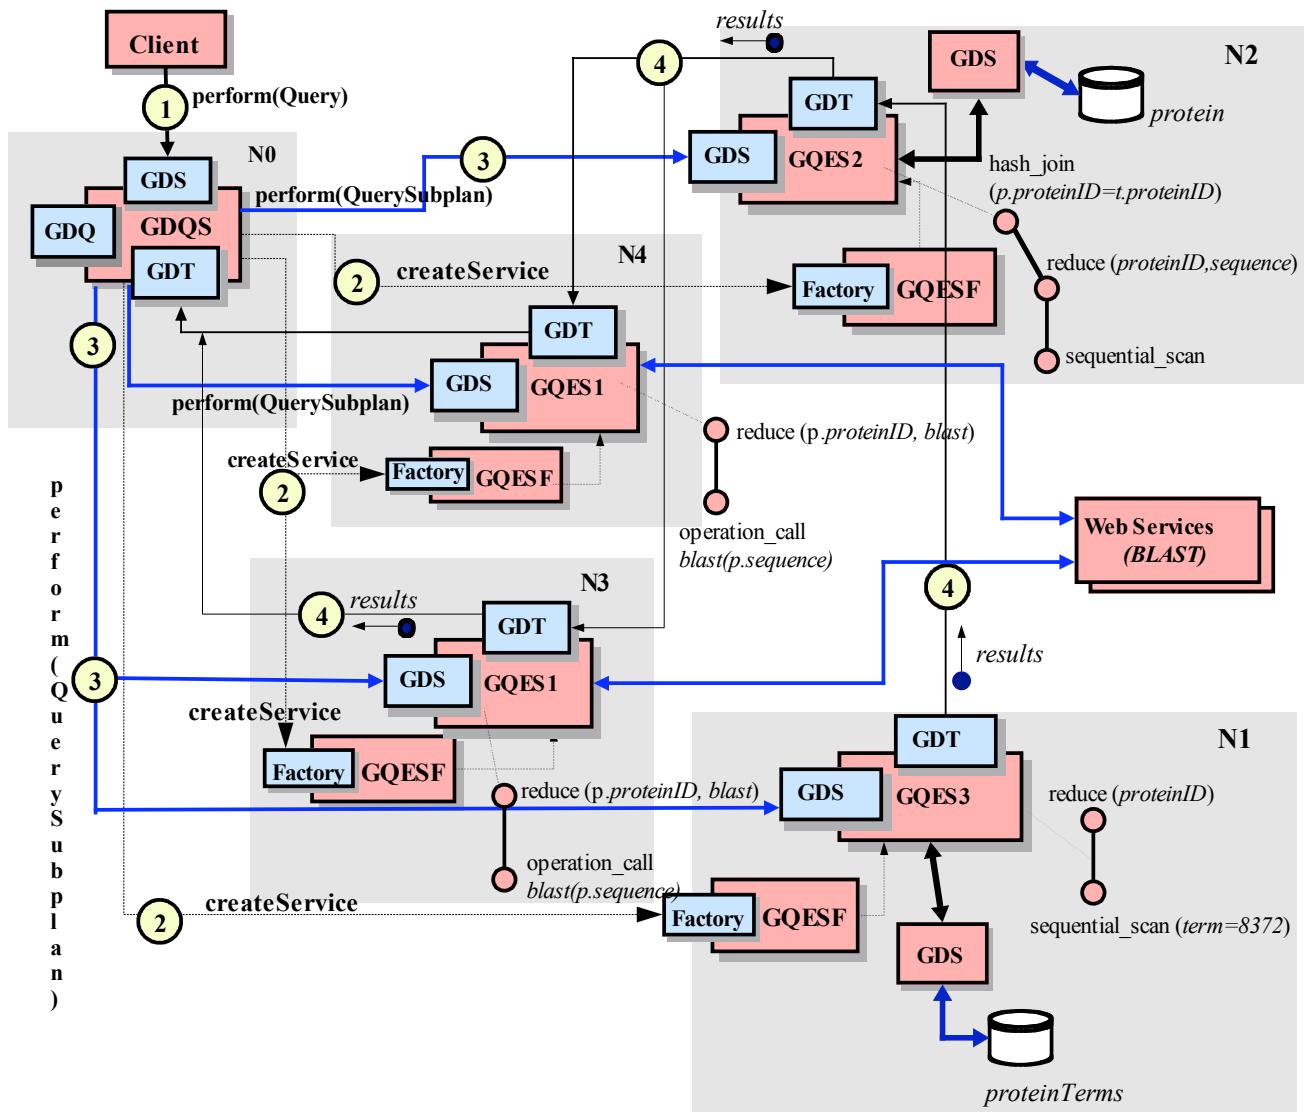 Client
1
perform(Query)
results
4
N2
GDS
protein
GDT
GDS
GQES2
hash_join
(p.proteinID=t.proteinID)
reduce (proteinID,sequence)
sequential_scan
Factory
GQESF
N0
GDS
GDQ
GDQS
GDT
3
perform(QuerySubplan)
N4
2
createService
3
GDT
GDS
GQES1
perform(QuerySubplan)
reduce (p.proteinID, blast)
operation_call
blast(p.sequence)
createService
2
Factory
GQESF
Web Services
(BLAST)
N3
4
results
GDT
GDS
GQES1
3
createService
Factory
GQESF
reduce (p.proteinID, blast)
operation_call
blast(p.sequence)
perform(QuerySubplan)
4
results
N1
GDT
GDS
GQES3
reduce (proteinID)
sequential_scan (term=8372)
2
createService
Factory
GQESF
GDS
proteinTerms